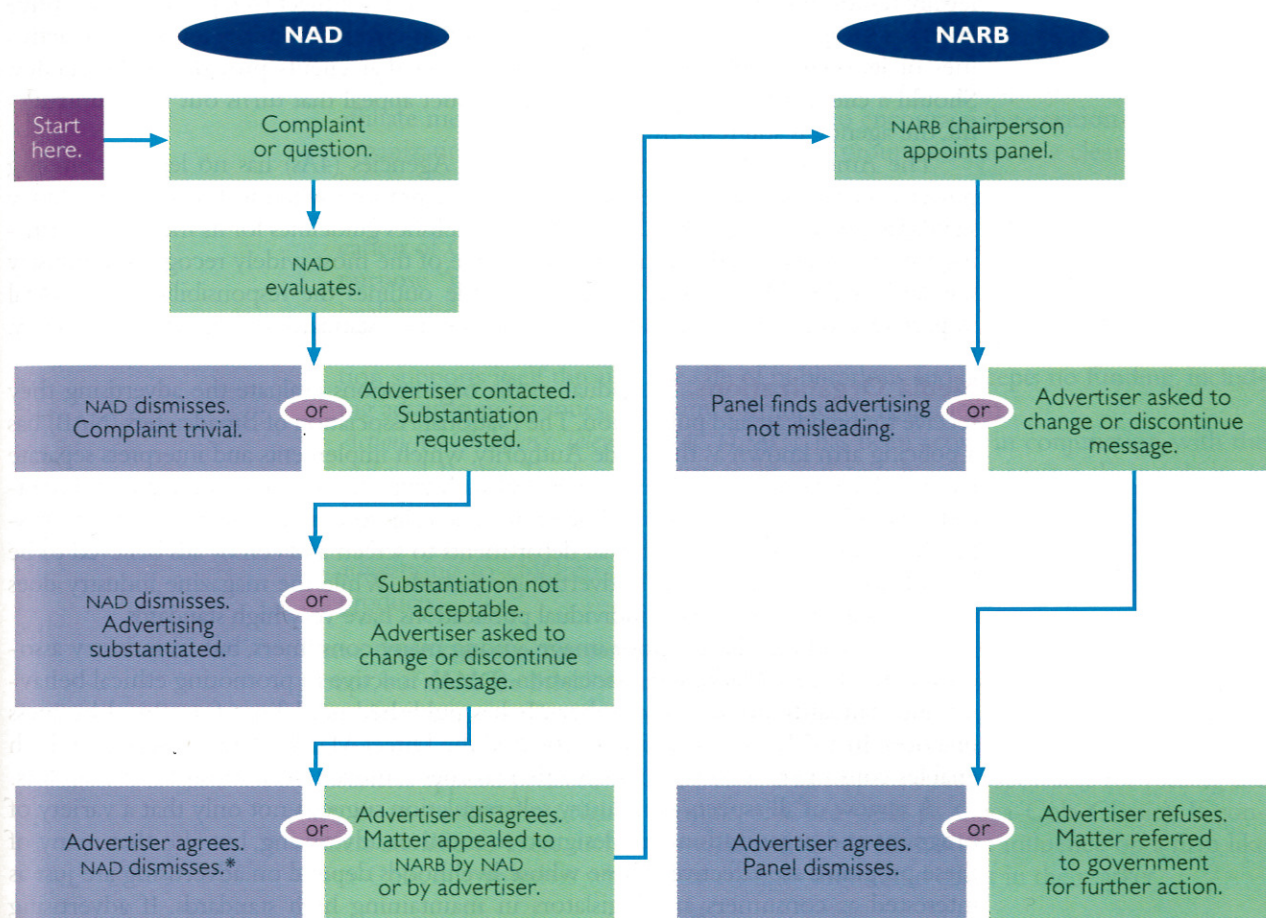 NAD
NARB
Start
here.
Complaint
or question.
NARB chairperson
appoints panel.
NAD
evaluates.
NAD dismisses.
Complaint trivial.
or
Advertiser contacted.
Substantiation
requested.
Panel finds advertising
not misleading.
or
Advertiser asked to
change or discontinue
message.
NAD dismisses.
Advertising
substantiated.
or
Substantiation not
acceptable.
Advertiser asked to
change or discontinue
message.
Advertiser agrees.
NAD dismisses.*
or
Advertiser disagrees.
Matter appealed to
NARB by NAD
or by advertiser.
Advertiser agrees.
Panel dismisses.
or
Advertiser refuses.
Matter referred
to government
for further action.